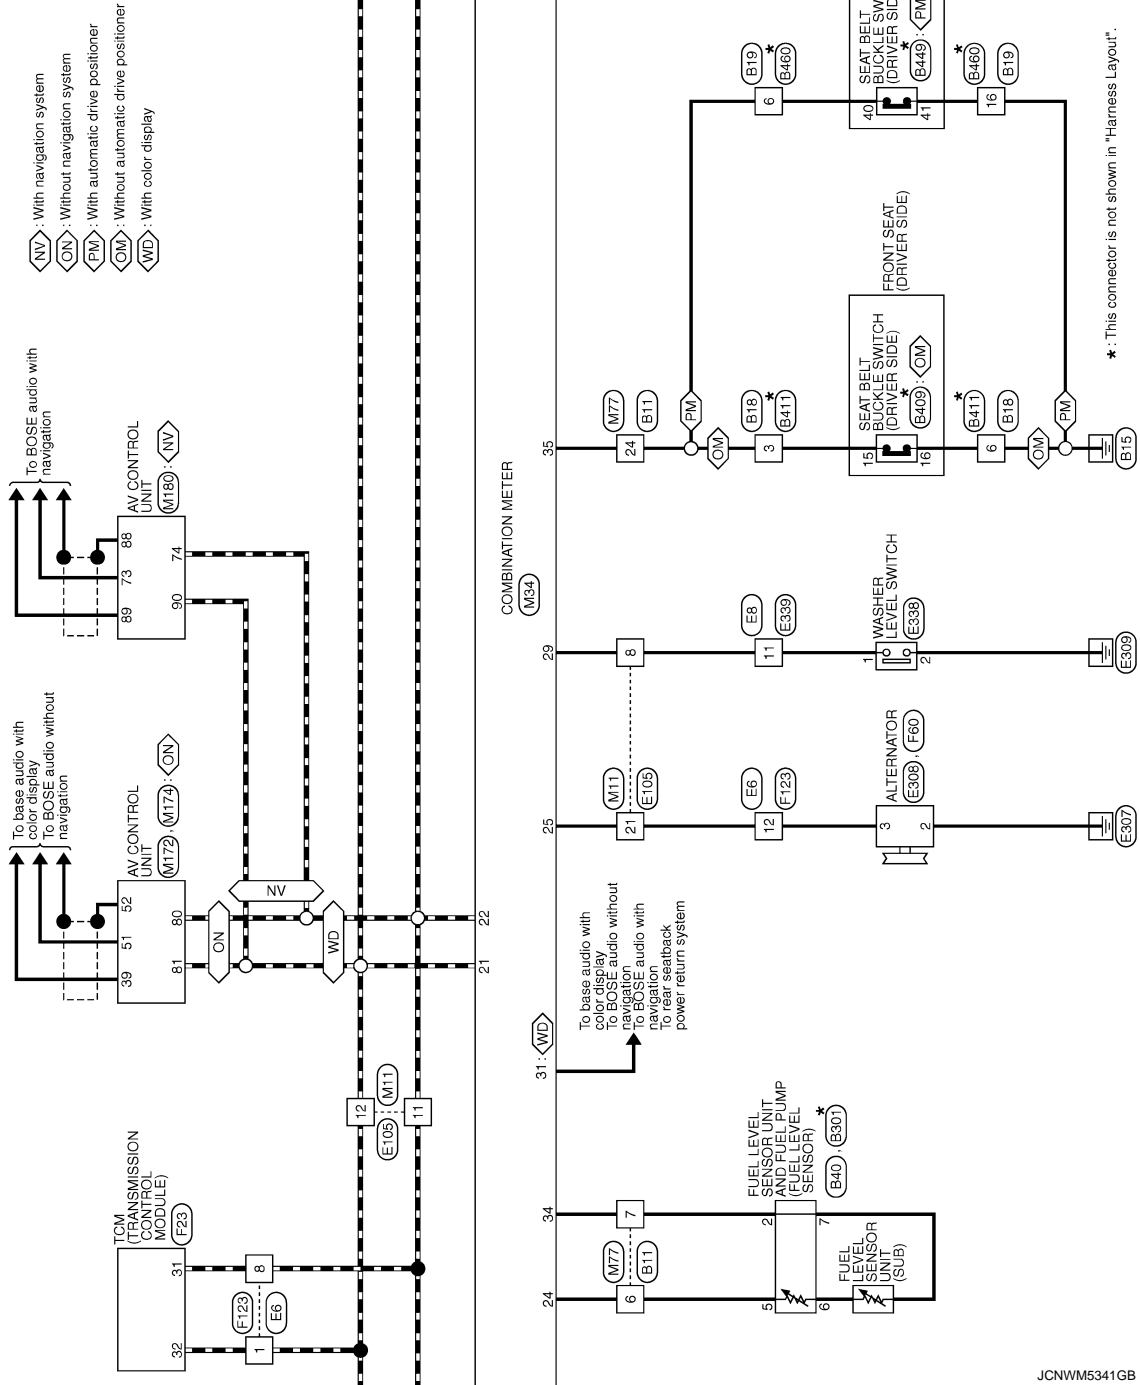 NV : With navigation system
ON : Without navigation system
PM : With automatic drive positioner
OM : Without automatic drive positioner
WD : With color display
TCM
(TRANSMISSION
CONTROL
MODULE)
F23
32
31
F123
E6
1
8
To base audio with
color display
To BOSE audio without
navigation
AV CONTROL
UNIT
M172 , M174 : ON
39
51
52
81
80
To BOSE audio with
navigation
AV CONTROL
UNIT
M180 : NV
89
73
88
90
74
ON
NV
WD
12
11
E105
M11
21
22
COMBINATION METER
M34
24
34
31 : WD
25
29
35
M77
B11
6
7
5
2
6
7
FUEL LEVEL
SENSOR UNIT
AND FUEL PUMP
(FUEL LEVEL
SENSOR)
B40 , B301 *
FUEL
LEVEL
SENSOR
UNIT
(SUB)
To base audio with
color display
To BOSE audio without
navigation
To BOSE audio with
navigation
To rear seatback
power return system
M11
E105
21
8
E6
F123
12
ALTERNATOR
E308 , F60
3
2
E307
E8
E339
11
WASHER
LEVEL SWITCH
E338
1
2
E309
M77
B11
24
PM
OM
B18
B411 *
3
FRONT SEAT
(DRIVER SIDE)
SEAT BELT
BUCKLE SWITCH
(DRIVER SIDE)
B409 * : OM
15
16
B411 *
B18
6
OM
PM
B15
B19
B460 *
6
SEAT BELT
BUCKLE SW
(DRIVER SID
B449 * : PM
40
41
B460 *
B19
16
* : This connector is not shown in "Harness Layout".
JCNWM5341GB